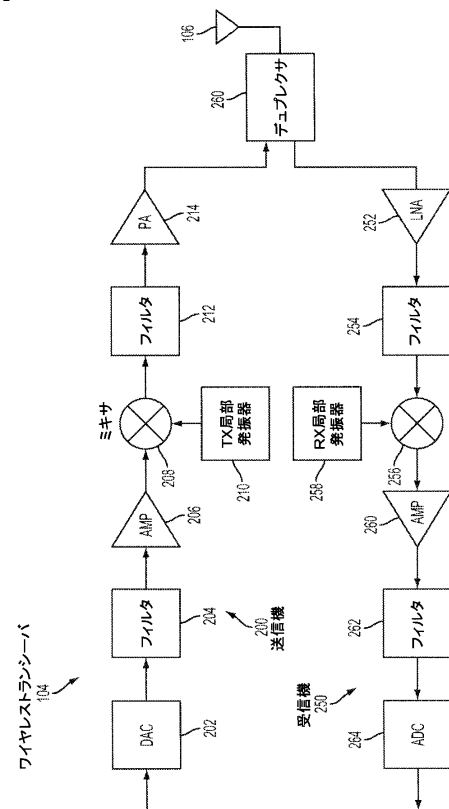 ワイヤレストランシーバ
104
DAC
202
フィルタ
204
200
送信機
AMP
206
ミキサ
208
TX局部
発振器
210
フィルタ
212
PA
214
デュプレクサ
260
106
LNA
252
フィルタ
254
256
RX局部
発振器
258
AMP
260
フィルタ
262
受信機
250
ADC
264